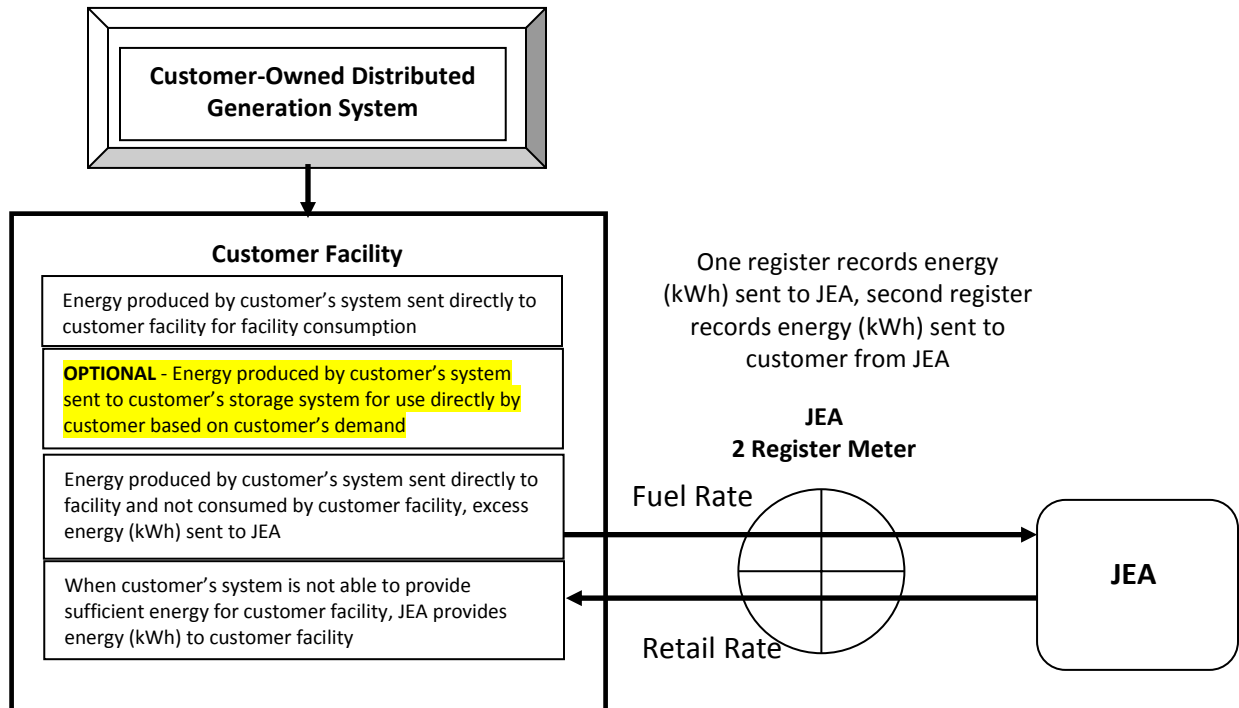 Customer-Owned Distributed
Generation System
Customer Facility
Energy produced by customer’s system sent directly to
customer facility for facility consumption
OPTIONAL - Energy produced by customer’s system
sent to customer’s storage system for use directly by
customer based on customer’s demand
Energy produced by customer’s system sent directly to
facility and not consumed by customer facility, excess
energy (kWh) sent to JEA
When customer’s system is not able to provide
sufficient energy for customer facility, JEA provides
energy (kWh) to customer facility
One register records energy
(kWh) sent to JEA, second register
records energy (kWh) sent to
customer from JEA
JEA
2 Register Meter
Fuel Rate
Retail Rate
JEA